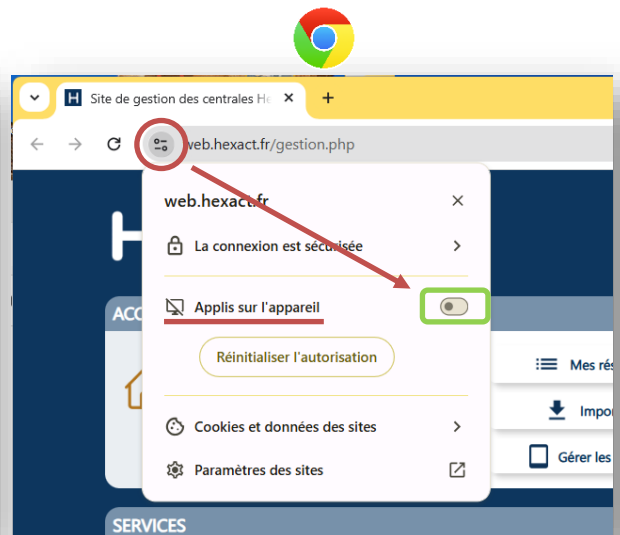 Site de gestion des centrales He
web.hexact.fr/gestion.php
web.hexact.fr
La connexion est sécurisée
Applis sur l'appareil
Réinitialiser l'autorisation
Cookies et données des sites
Paramètres des sites
H
ACC
Mes rés
Impor
Gérer les
SERVICES